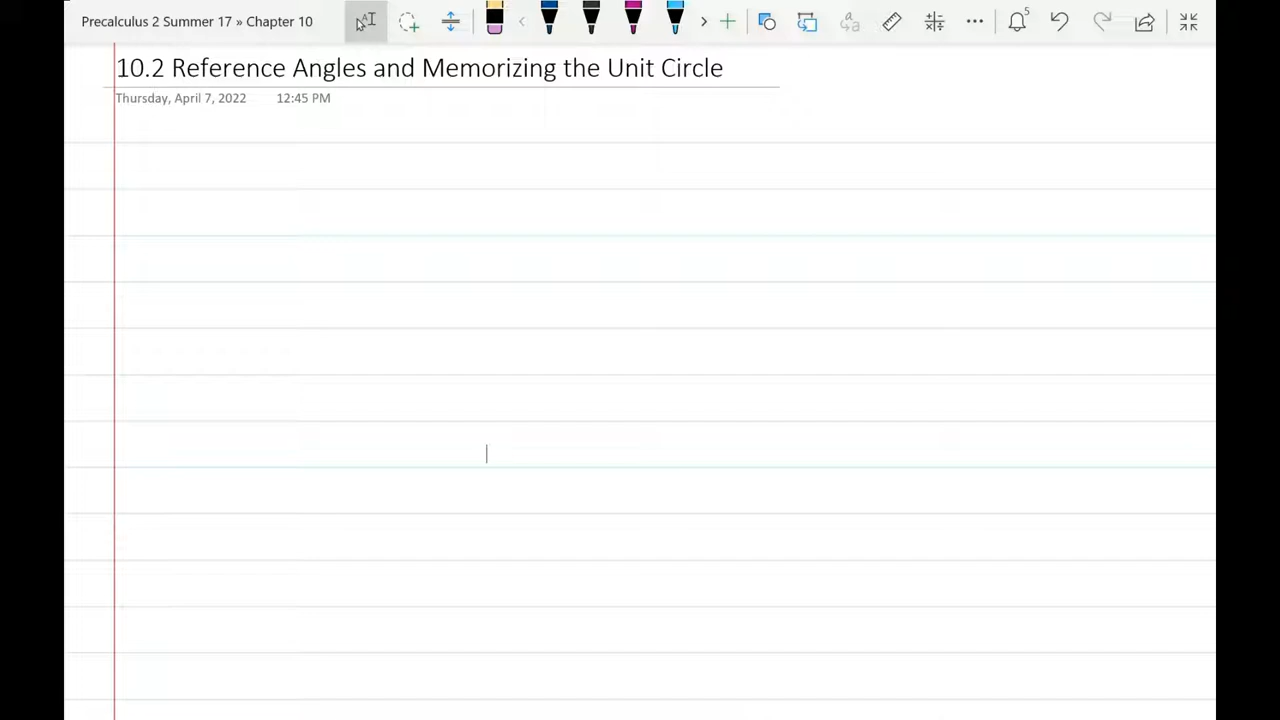 Precalculus 2 Summer 17 » Chapter 10
5
10.2 Reference Angles and Memorizing the Unit Circle
Thursday, April 7, 2022 12:45 PM